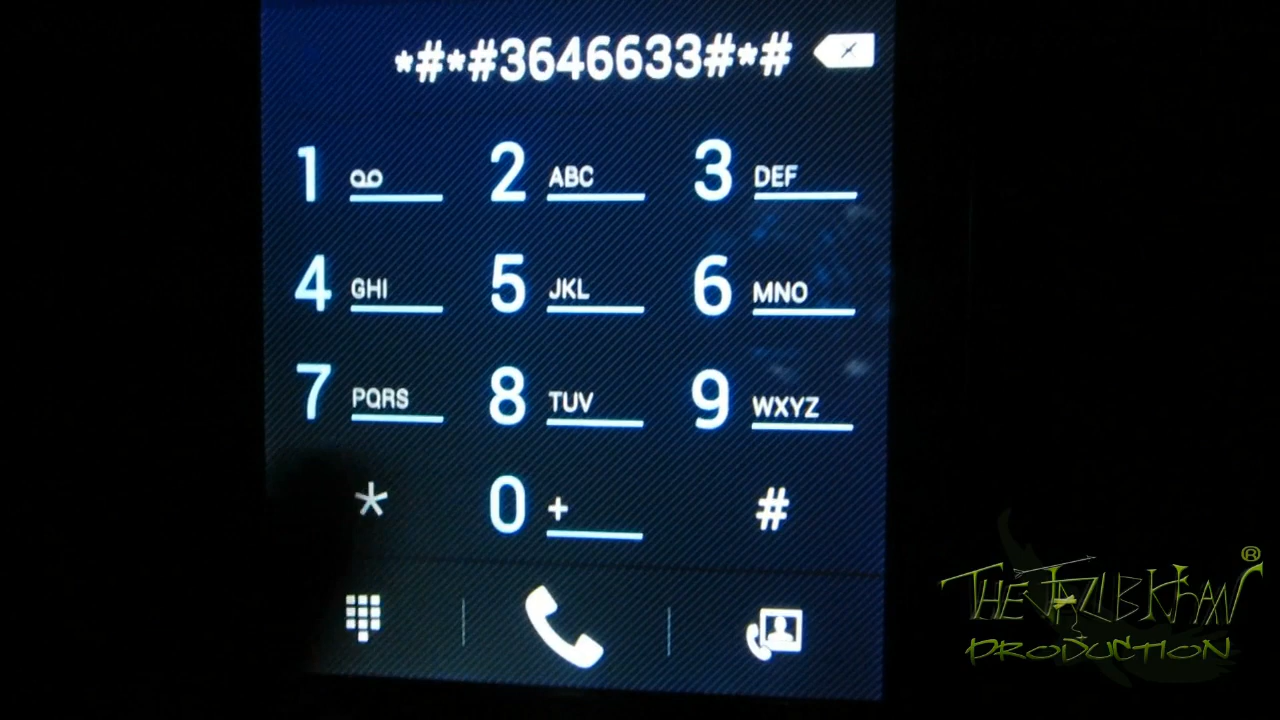 *#*#3646633#*#
1 2 ABC 3 DEF
4 GHI 5 JKL 6 MNO
7 PQRS 8 TUV 9 WXYZ
* 0 + #
THE JAZIB KHAN ®
PRODUCTION